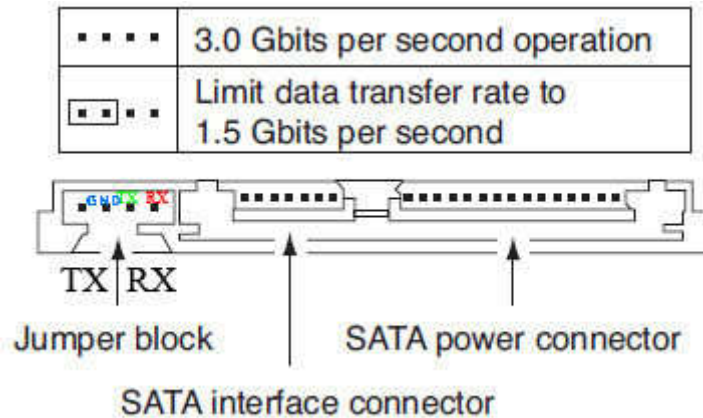 3.0 Gbits per second operation
Limit data transfer rate to
1.5 Gbits per second
GND TX RX
TX RX
Jumper block
SATA power connector
SATA interface connector